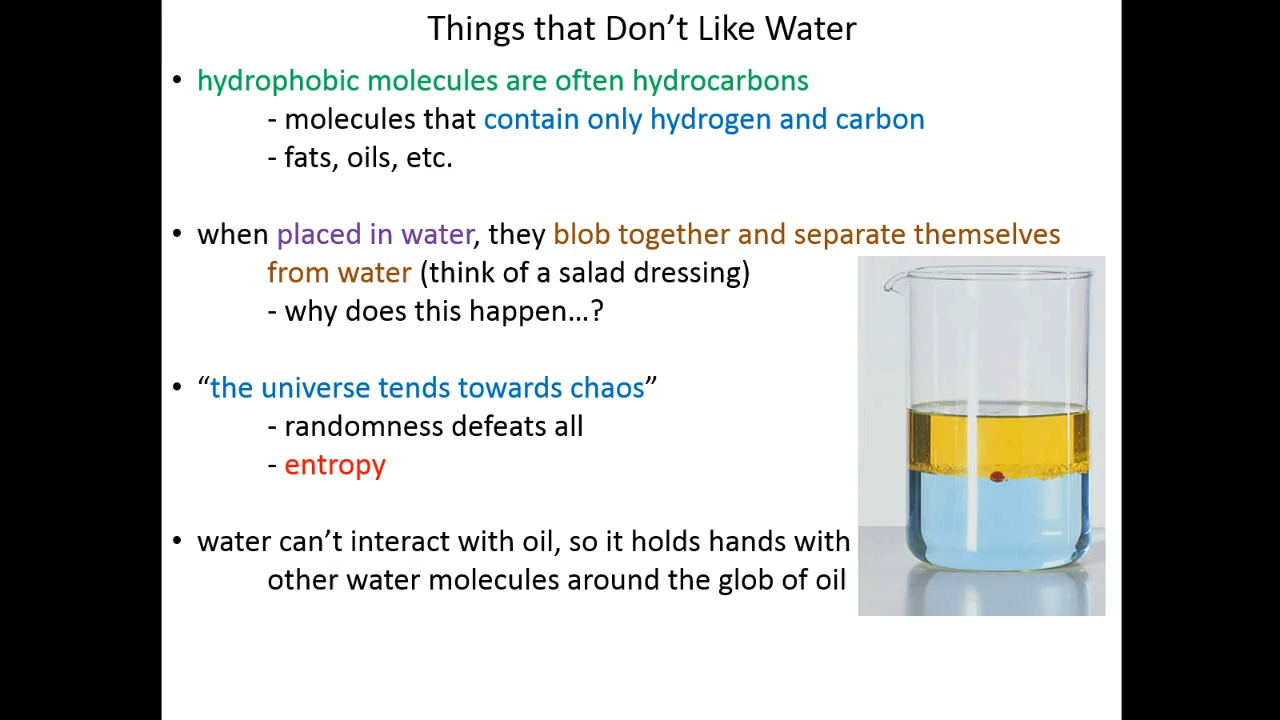 Things that Don’t Like Water
• hydrophobic molecules are often hydrocarbons
- molecules that contain only hydrogen and carbon
- fats, oils, etc.
• when placed in water, they blob together and separate themselves
from water (think of a salad dressing)
- why does this happen…?
• “the universe tends towards chaos”
- randomness defeats all
- entropy
• water can’t interact with oil, so it holds hands with
other water molecules around the glob of oil